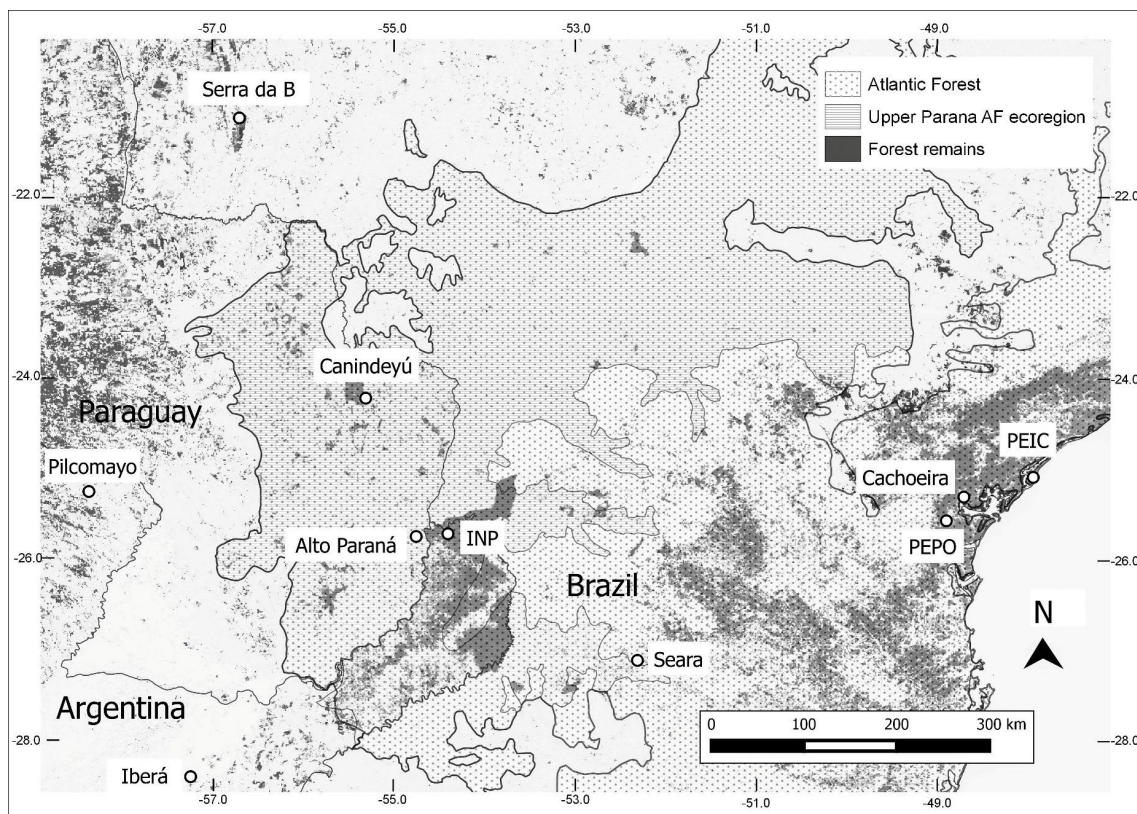 -57.0 -55.0 -53.0 -51.0 -49.0
Serra da B
Atlantic Forest
Upper Parana AF ecoregion
Forest remains
-22.0 -22.0
-24.0 -24.0
Canindeyú
Paraguay
PEIC
Pilcomayo
Cachoeira
Alto Paraná
INP
PEPO
-26.0 -26.0
Brazil
N
Seara
Argentina
0 100 200 300 km
-28.0 -28.0
Iberá
-57.0 -55.0 -53.0 -51.0 -49.0